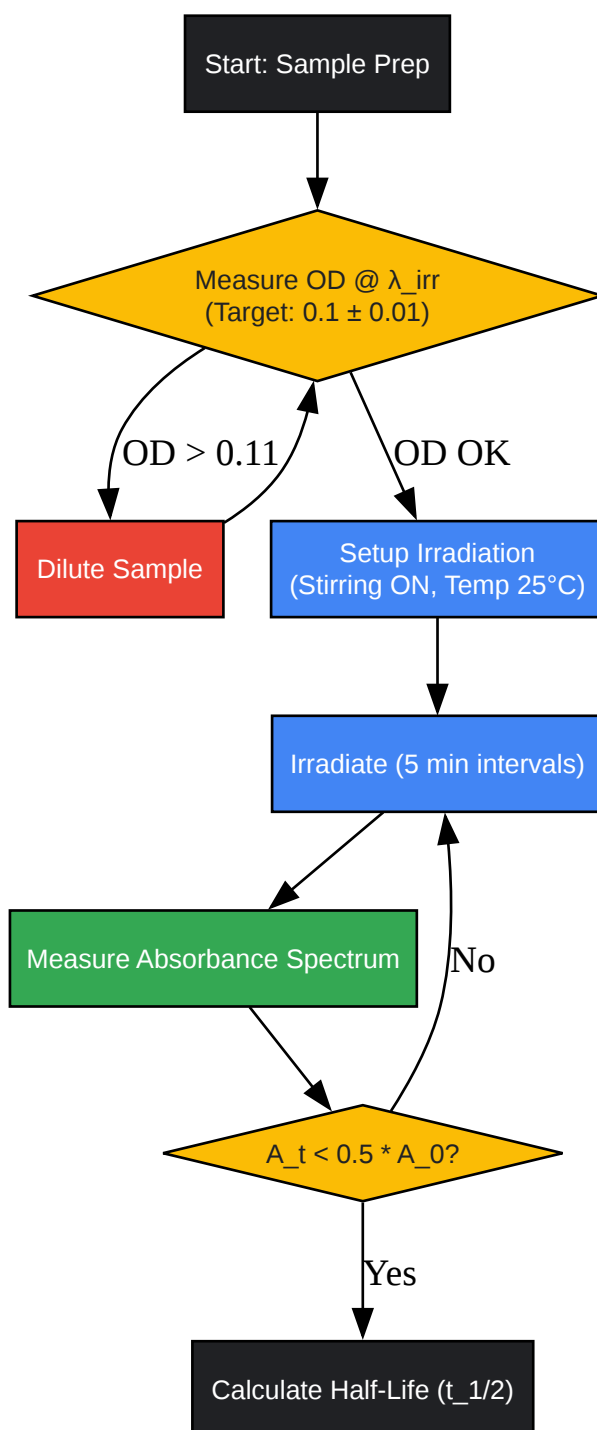 Start: Sample Prep
Measure OD @ λ_irr
(Target: 0.1 ± 0.01)
OD > 0.11
OD OK
Dilute Sample
Setup Irradiation
(Stirring ON, Temp 25°C)
Irradiate (5 min intervals)
Measure Absorbance Spectrum
No
A_t < 0.5 * A_0?
Yes
Calculate Half-Life (t_1/2)